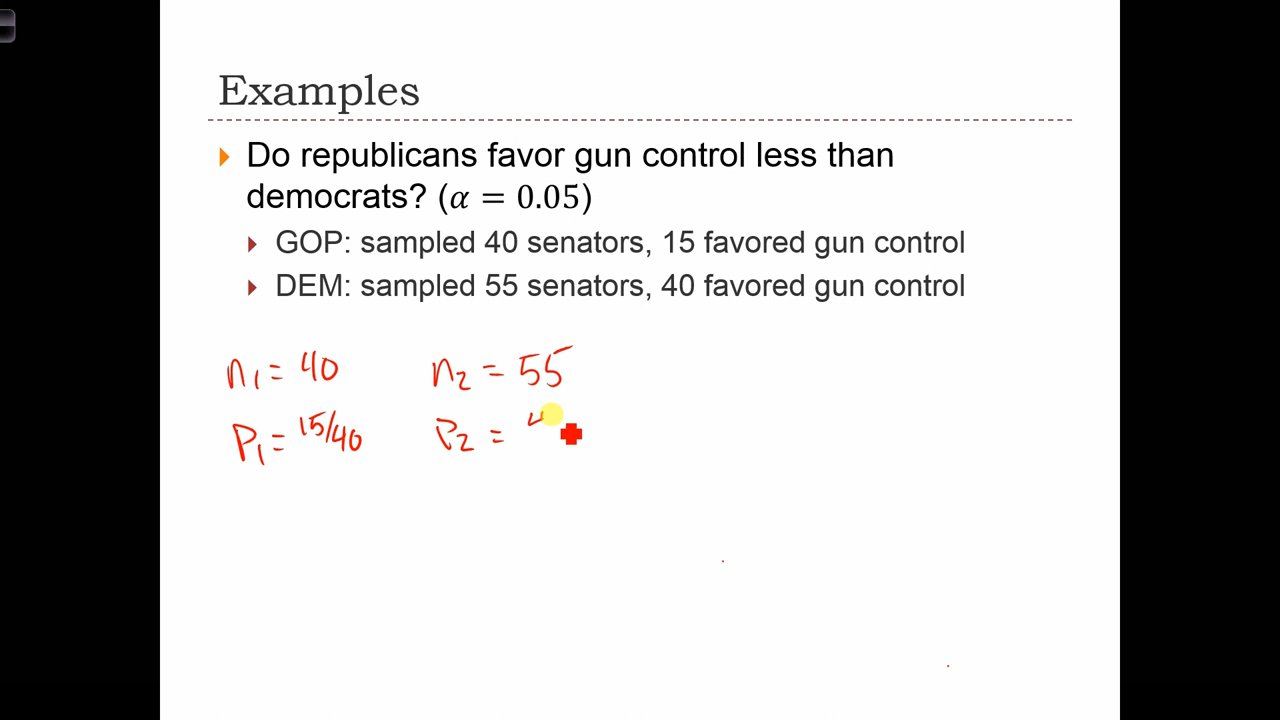 Examples
Do republicans favor gun control less than
democrats? (𝛼 = 0.05)
GOP: sampled 40 senators, 15 favored gun control
DEM: sampled 55 senators, 40 favored gun control
n₁ = 40 n₂ = 55
P₁ = 15/40 P₂ = 4